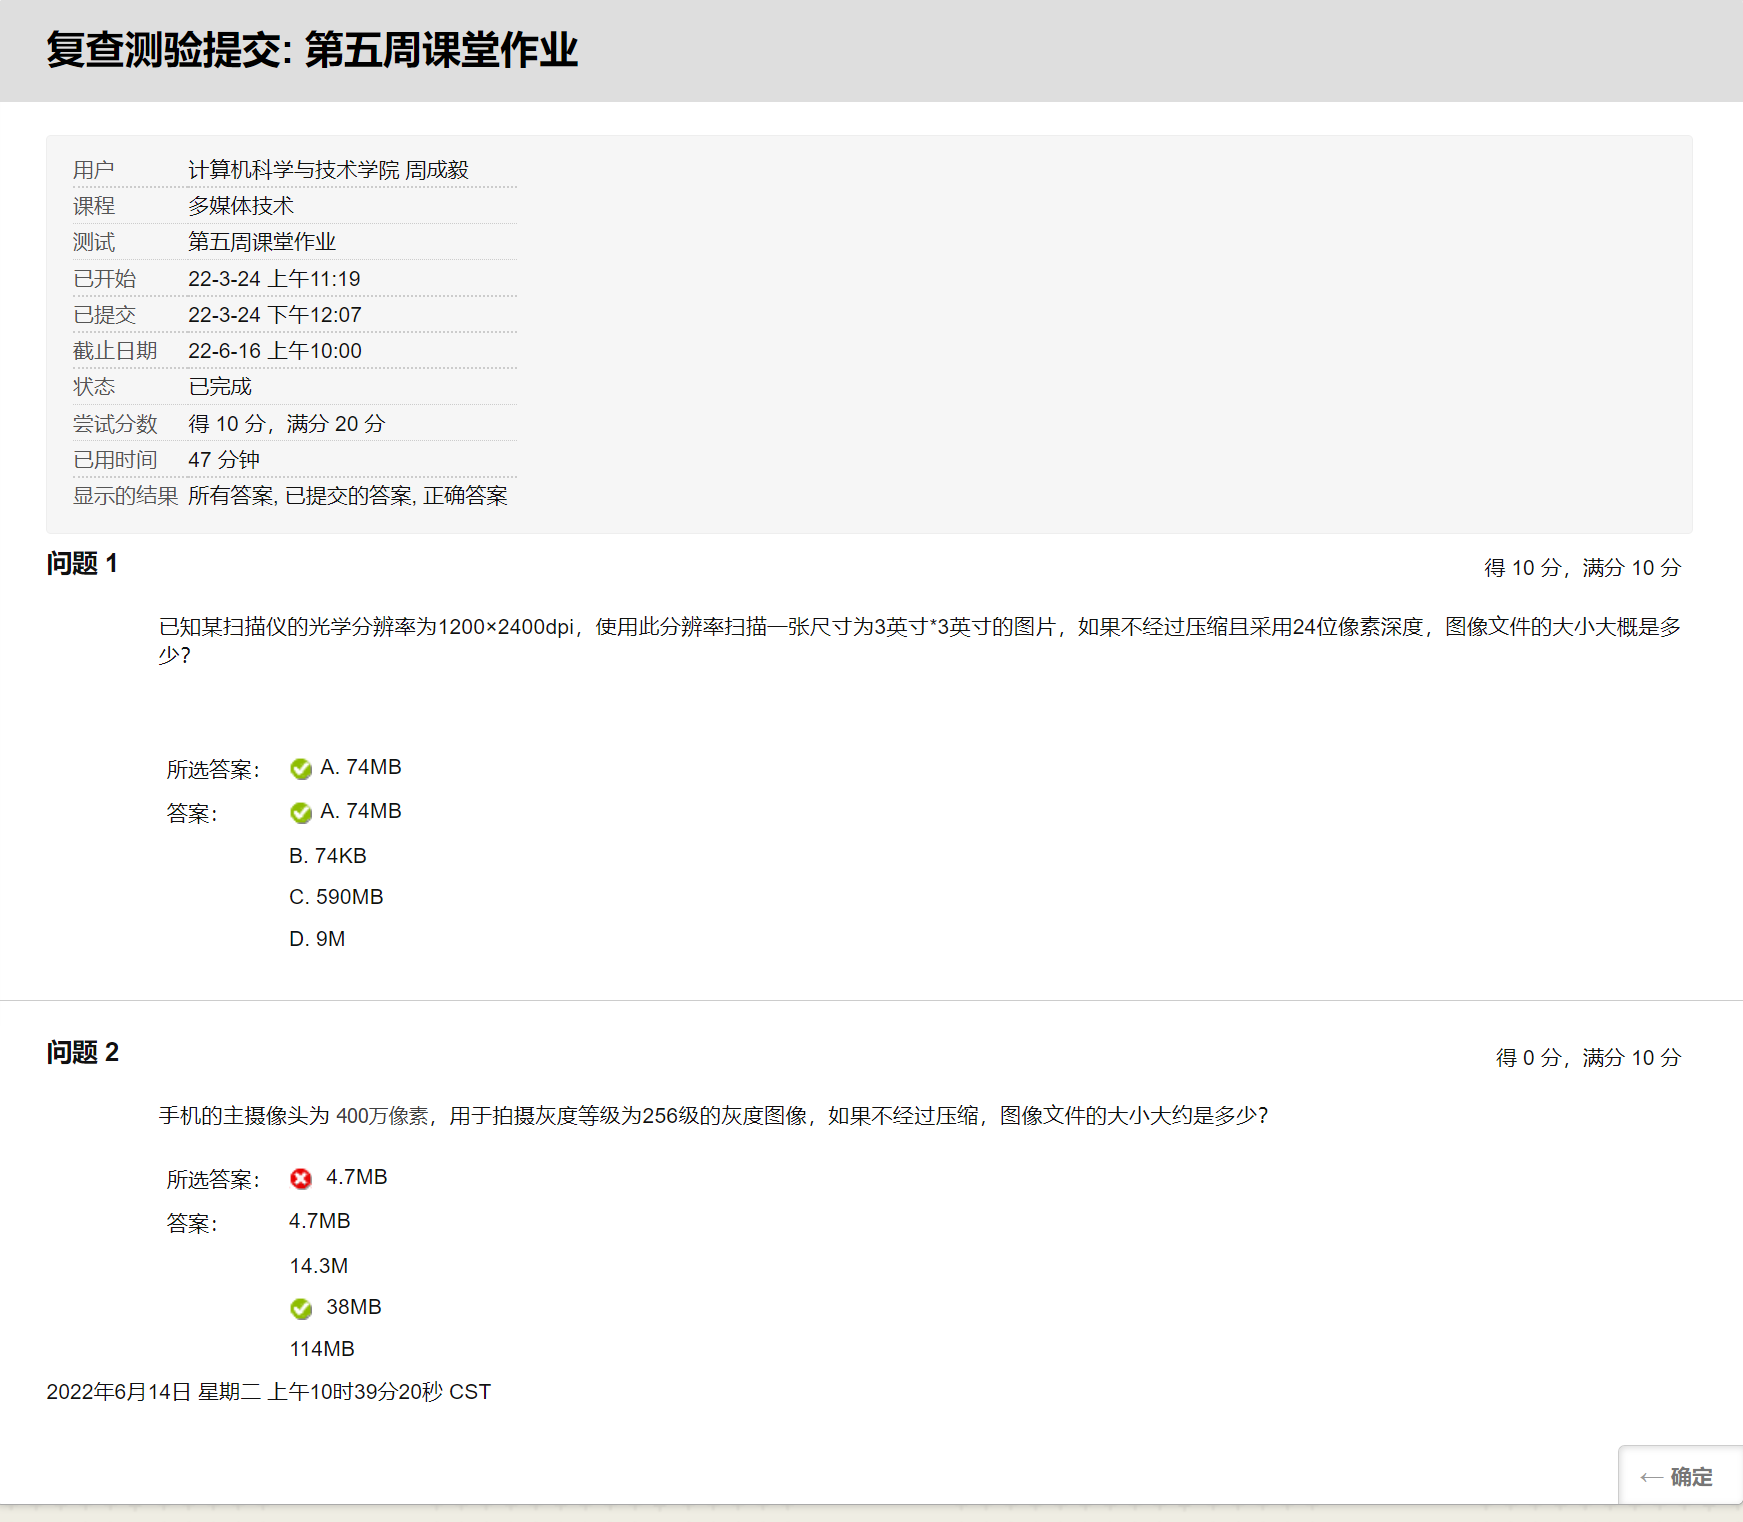 复查测验提交: 第五周课堂作业
用户 计算机科学与技术学院 周成毅
课程 多媒体技术
测试 第五周课堂作业
已开始 22-3-24 上午11:19
已提交 22-3-24 下午12:07
截止日期 22-6-16 上午10:00
状态 已完成
尝试分数 得 10 分，满分 20 分
已用时间 47 分钟
显示的结果 所有答案, 已提交的答案, 正确答案
问题 1
得 10 分，满分 10 分
已知某扫描仪的光学分辨率为1200×2400dpi，使用此分辨率扫描一张尺寸为3英寸*3英寸的图片，如果不经过压缩且采用24位像素深度，图像文件的大小大概是多
少？
所选答案： A. 74MB
答案： A. 74MB
B. 74KB
C. 590MB
D. 9M
问题 2
得 0 分，满分 10 分
手机的主摄像头为 400万像素，用于拍摄灰度等级为256级的灰度图像，如果不经过压缩，图像文件的大小大约是多少？
所选答案： 4.7MB
答案： 4.7MB
14.3M
38MB
114MB
2022年6月14日 星期二 上午10时39分20秒 CST
← 确定